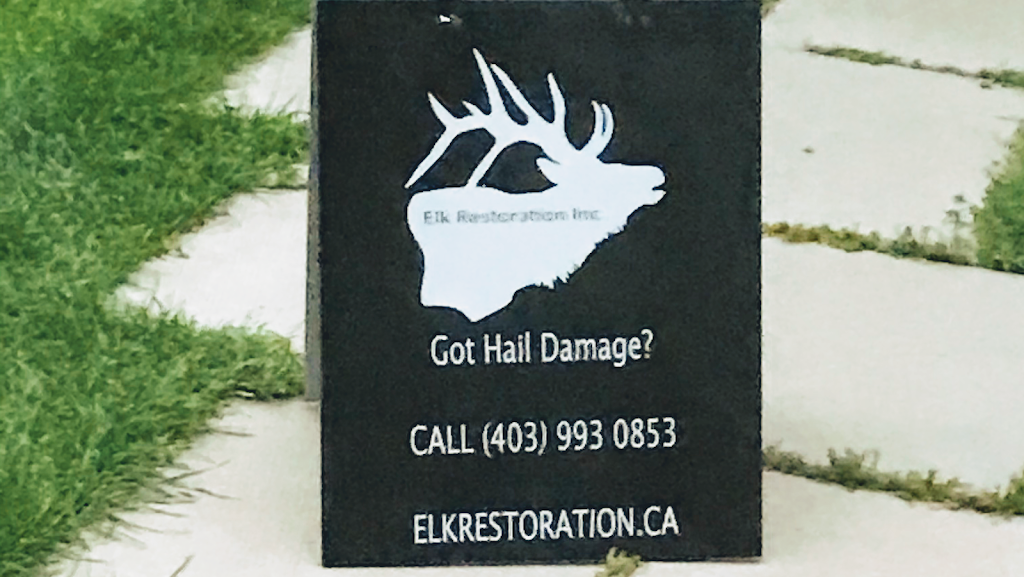 Elk Restoration Inc
Got Hail Damage?
CALL (403) 993 0853
ELKRESTORATION.CA